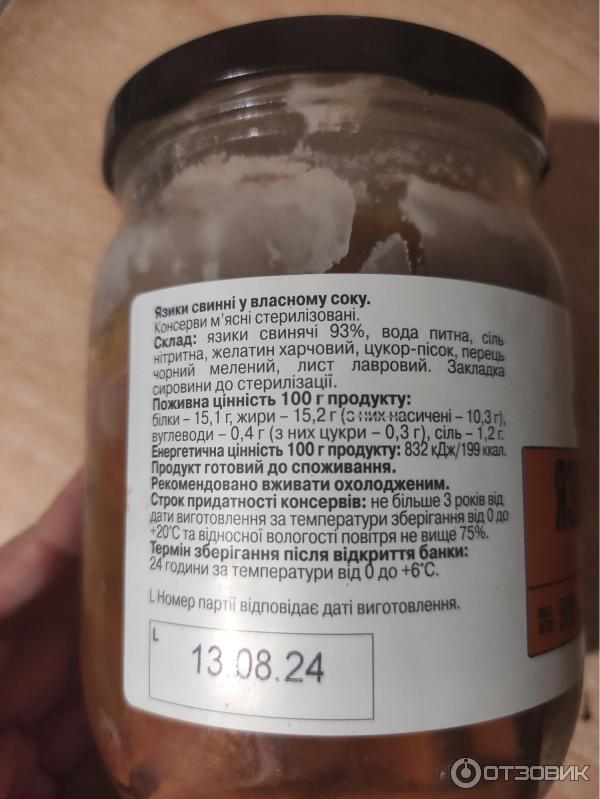 Язики свинні у власному соку.
Консерви м'ясні стерилізовані.
Склад: язики свинячі 93%, вода питна, сіль
нітритна, желатин харчовий, цукор-пісок, перець
чорний мелений, лист лавровий. Закладка
сировини до стерилізації.
Поживна цінність 100 г продукту:
білки – 15,1 г, жири – 15,2 г (з них насичені – 10,3 г),
вуглеводи – 0,4 г (з них цукри – 0,3 г), сіль – 1,2 г.
Енергетична цінність 100 г продукту: 832 кДж/199 ккал.
Продукт готовий до споживання.
Рекомендовано вживати охолодженим.
Строк придатності консервів: не більше 3 років від
дати виготовлення за температури зберігання від 0 до
+20°С та відносної вологості повітря не вище 75%.
Термін зберігання після відкриття банки:
24 години за температури від 0 до +6°С.
L Номер партії відповідає даті виготовлення.
L
13.08.24
ОТЗОВИК